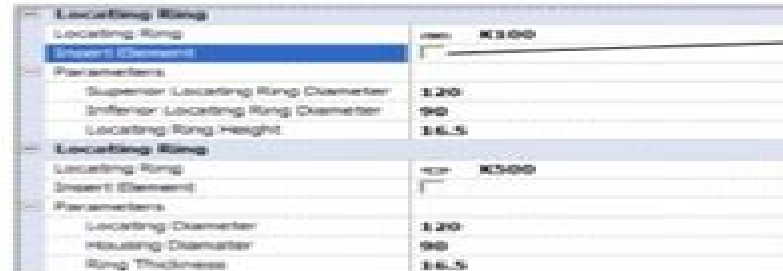 Locating Ring
Locating Ring K100
Insert Element
Parameters
Superior Locating Ring Diameter 120
Inferior Locating Ring Diameter 90
Locating Ring Height 16.5
Locating Ring
Locating Ring K500
Insert Element
Parameters
Locating Diameter 120
Housing Diameter 90
Ring Thickness 16.5